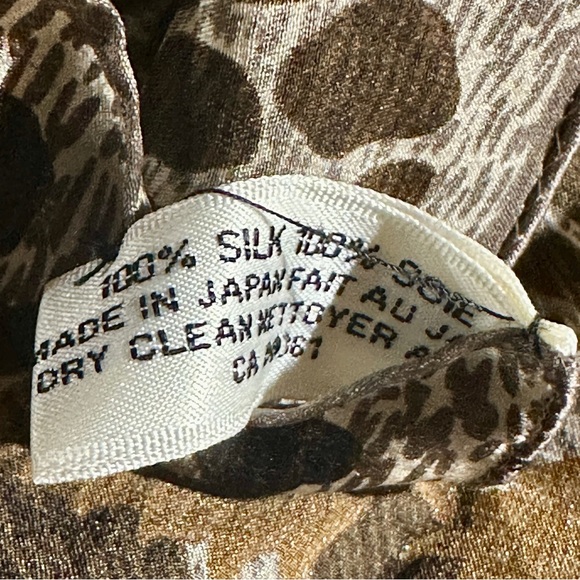 100% SILK 100% SOIE
MADE IN JAPAN FAIT AU
DRY CLEAN NETTOYER
CA